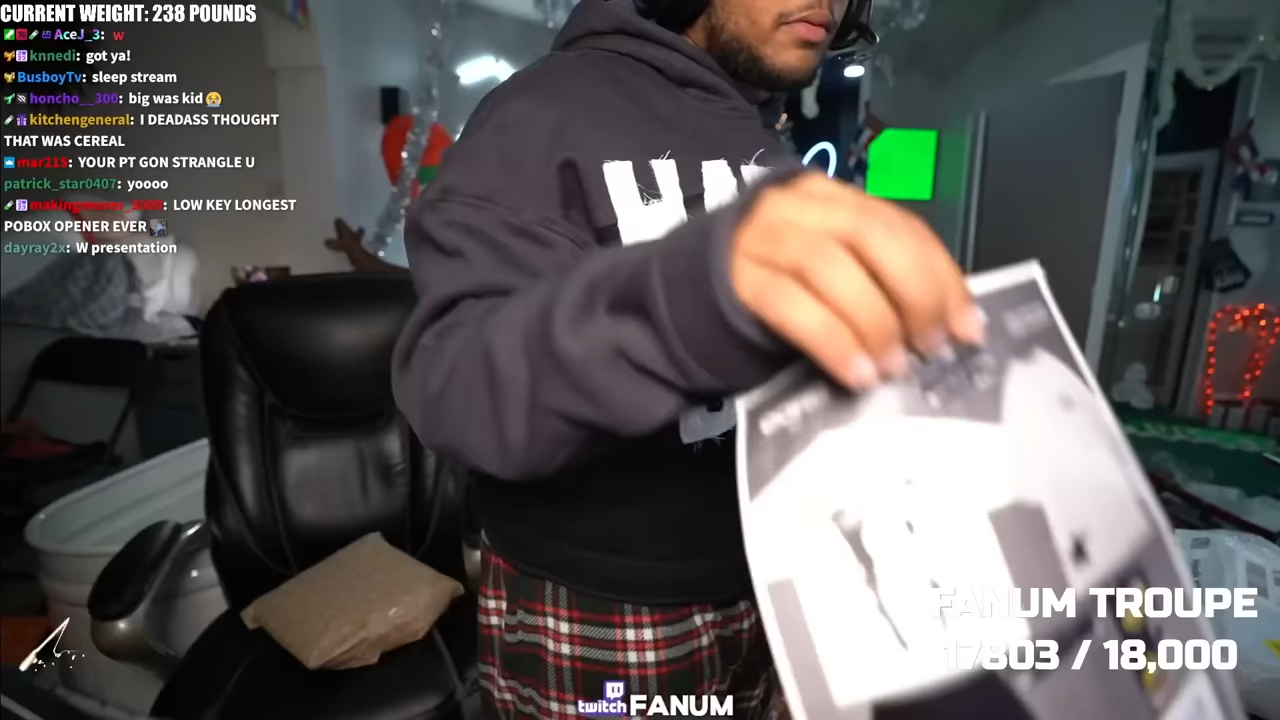 CURRENT WEIGHT: 238 POUNDS
AceJ_3: W
knnedi: got ya!
BusboyTv: sleep stream
honcho__300: big was kid 😭
kitchengeneral: I DEADASS THOUGHT
THAT WAS CEREAL
mar215: YOUR PT GON STRANGLE U
patrick_star0407: yoooo
LOW KEY LONGEST
POBOX OPENER EVER
dayray2x: W presentation
FANUM TROUPE
17803 / 18,000
twitch FANUM